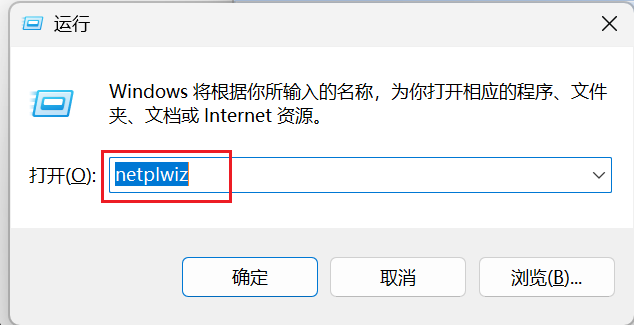 运行
Windows 将根据你所输入的名称，为你打开相应的程序、文件
夹、文档或 Internet 资源。
打开(O): netplwiz
确定 取消 浏览(B)...